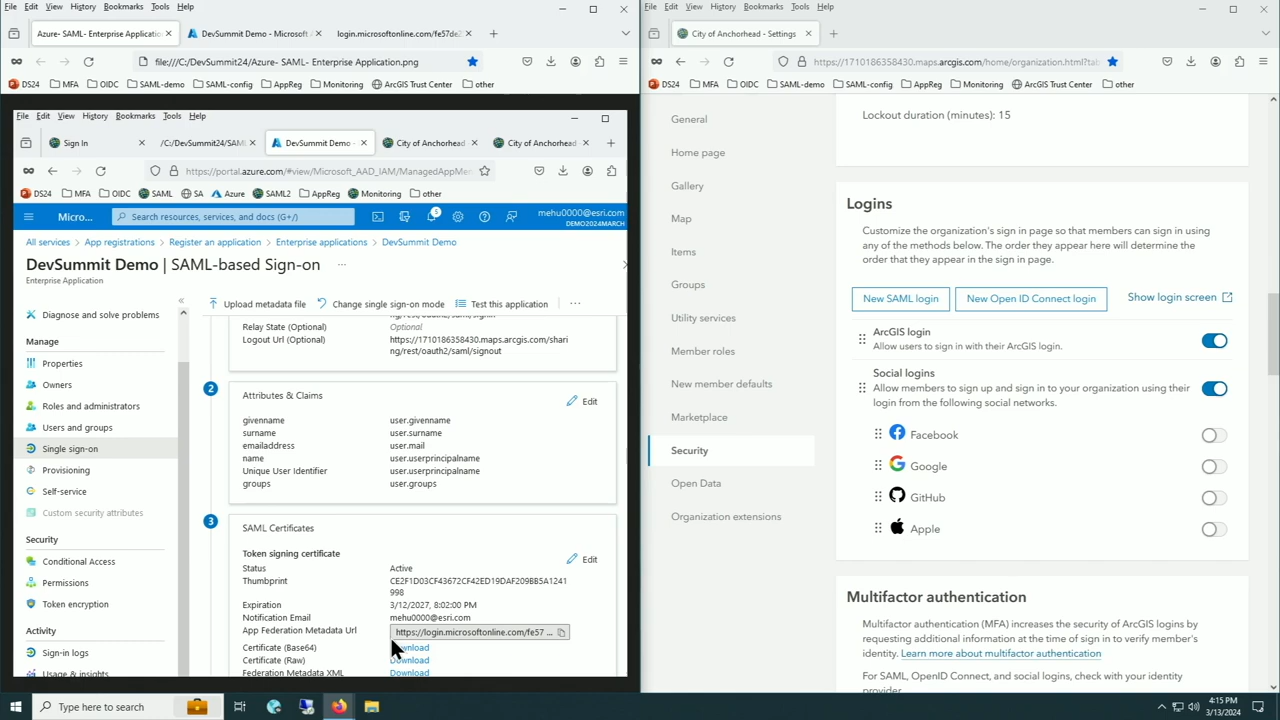 File Edit View History Bookmarks Tools Help
Azure- SAML- Enterprise Applicatio
DevSummit Demo - Microsoft A
login.microsoftonline.com/fe57de2
file:///C:/DevSummit24/Azure- SAML- Enterprise Application.png
DS24 MFA OIDC SAML-demo SAML-config AppReg Monitoring ArcGIS Trust Center other
File Edit View History Bookmarks Tools Help
Sign In
/C:/DevSummit24/SAML
DevSummit Demo -
City of Anchorhead
City of Anchorhead
https://portal.azure.com/#view/Microsoft_AAD_IAM/ManagedAppMe
DS24 MFA OIDC SAML SA Azure SAML2 AppReg Monitoring other
Micro...
Search resources, services, and docs (G+/)
5
mehu0000@esri.com
DEMO2024MARCH
All services App registrations Register an application Enterprise applications DevSummit Demo
DevSummit Demo | SAML-based Sign-on ...
Enterprise Application
Diagnose and solve problems
Manage
Properties
Owners
Roles and administrators
Users and groups
Single sign-on
Provisioning
Self-service
Custom security attributes
Security
Conditional Access
Permissions
Token encryption
Activity
Sign-in logs
Usage & insights
Upload metadata file Change single sign-on mode Test this application ...
ng/rest/oauth2/saml/signin
Relay State (Optional) Optional
Logout Url (Optional) https://1710186358430.maps.arcgis.com/shari
ng/rest/oauth2/saml/signout
2
Attributes & Claims
Edit
givenname user.givenname
surname user.surname
emailaddress user.mail
name user.userprincipalname
Unique User Identifier user.userprincipalname
groups user.groups
3
SAML Certificates
Token signing certificate
Edit
Status Active
Thumbprint CE2F1D03CF43672CF42ED19DAF209BB5A1241
998
Expiration 3/12/2027, 8:02:00 PM
Notification Email mehu0000@esri.com
App Federation Metadata Url https://login.microsoftonline.com/fe57 ...
Certificate (Base64) Download
Certificate (Raw) Download
Federation Metadata XML Download
File Edit View History Bookmarks Tools Help
City of Anchorhead - Settings
https://1710186358430.maps.arcgis.com/home/organization.html?tab
DS24 MFA OIDC SAML-demo SAML-config AppReg Monitoring ArcGIS Trust Center other
General
Home page
Gallery
Map
Items
Groups
Utility services
Member roles
New member defaults
Marketplace
Security
Open Data
Organization extensions
Lockout duration (minutes): 15
Logins
Customize the organization's sign in page so that members can sign in using
any of the methods below. The order they appear here will determine the
order that they appear in the sign in page.
New SAML login New Open ID Connect login Show login screen
ArcGIS login
Allow users to sign in with their ArcGIS login.
Social logins
Allow members to sign up and sign in to your organization using their
login from the following social networks.
Facebook
Google
GitHub
Apple
Multifactor authentication
Multifactor authentication (MFA) increases the security of ArcGIS logins by
requesting additional information at the time of sign in to verify member's
identity. Learn more about multifactor authentication
For SAML, OpenID Connect, and social logins, check with your identity
provider.
Type here to search
4:15 PM
3/13/2024